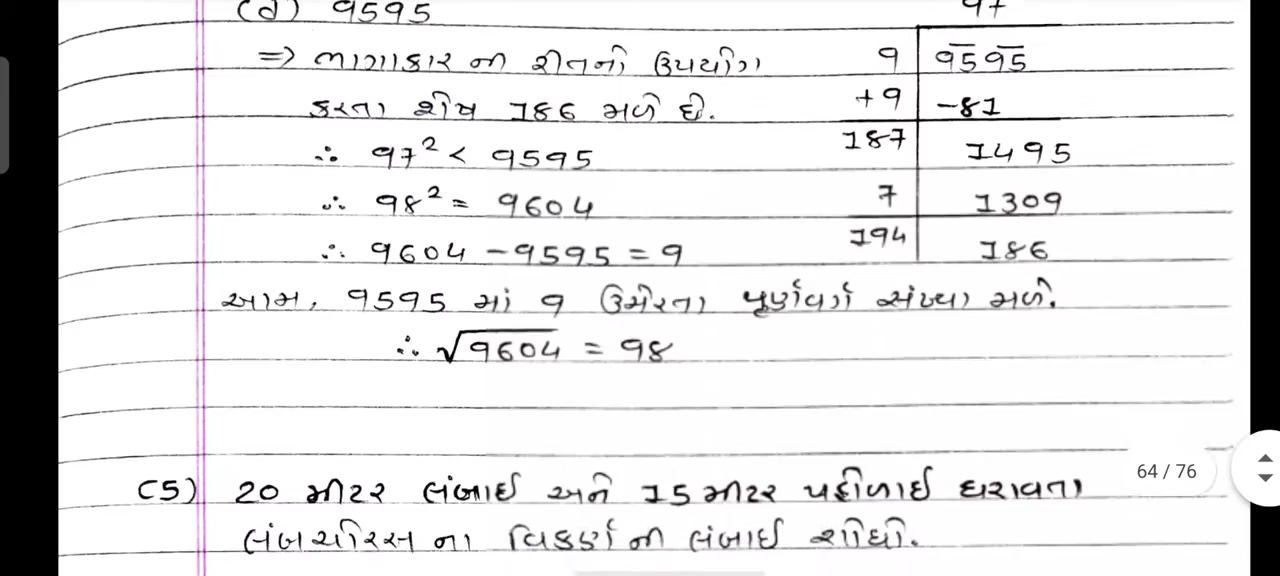 (d) 9595
97
⇒ ભાગાકાર ની રીતનો ઉપયોગ 9 9595
કરતા શેષ 186 મળે છે. +9 -81
∴ 97² < 9595 187 1495
∴ 98² = 9604 7 1309
∴ 9604 - 9595 = 9 194 186
આમ, 9595 માં 9 ઉમેરતા પૂર્ણવર્ગ સંખ્યા મળે.
∴ √9604 = 98
64 / 76
(5) 20 મીટર લંબાઈ અને 15 મીટર પહોળાઈ ધરાવતા
લંબચોરસ ના વિકર્ણ ની લંબાઈ શોધો.